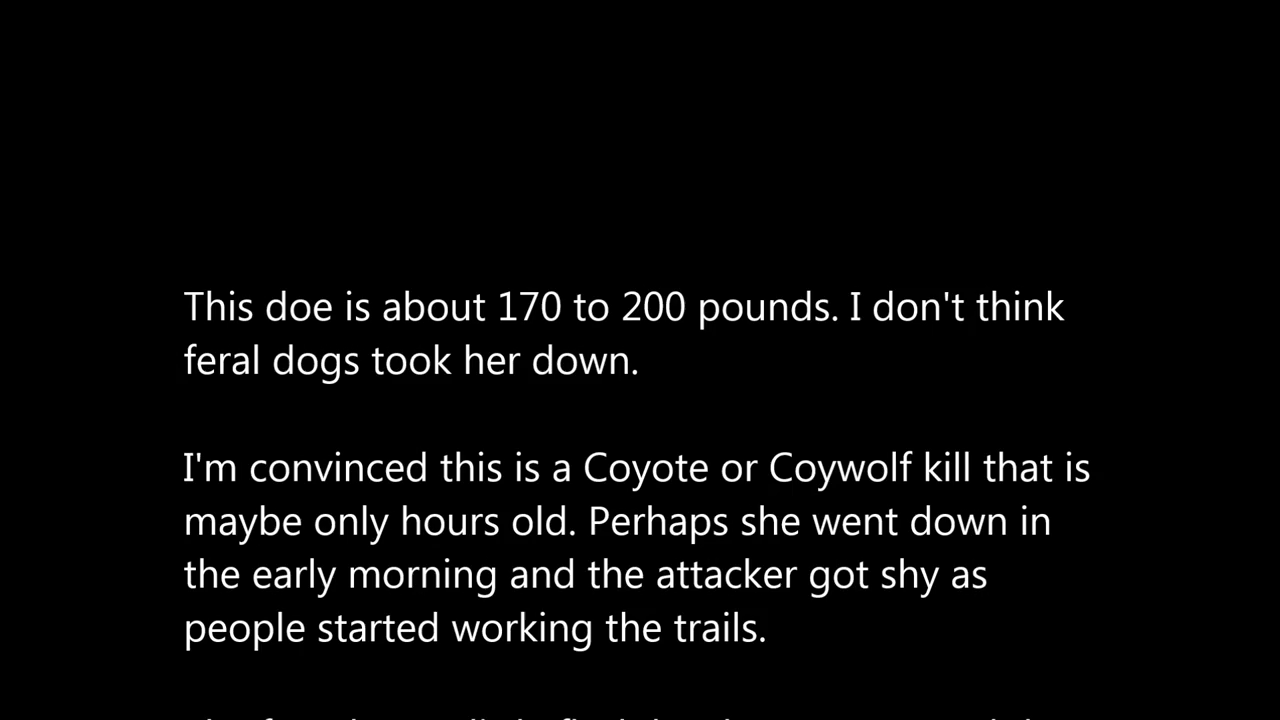 This doe is about 170 to 200 pounds. I don't think
feral dogs took her down.
I'm convinced this is a Coyote or Coywolf kill that is
maybe only hours old. Perhaps she went down in
the early morning and the attacker got shy as
people started working the trails.